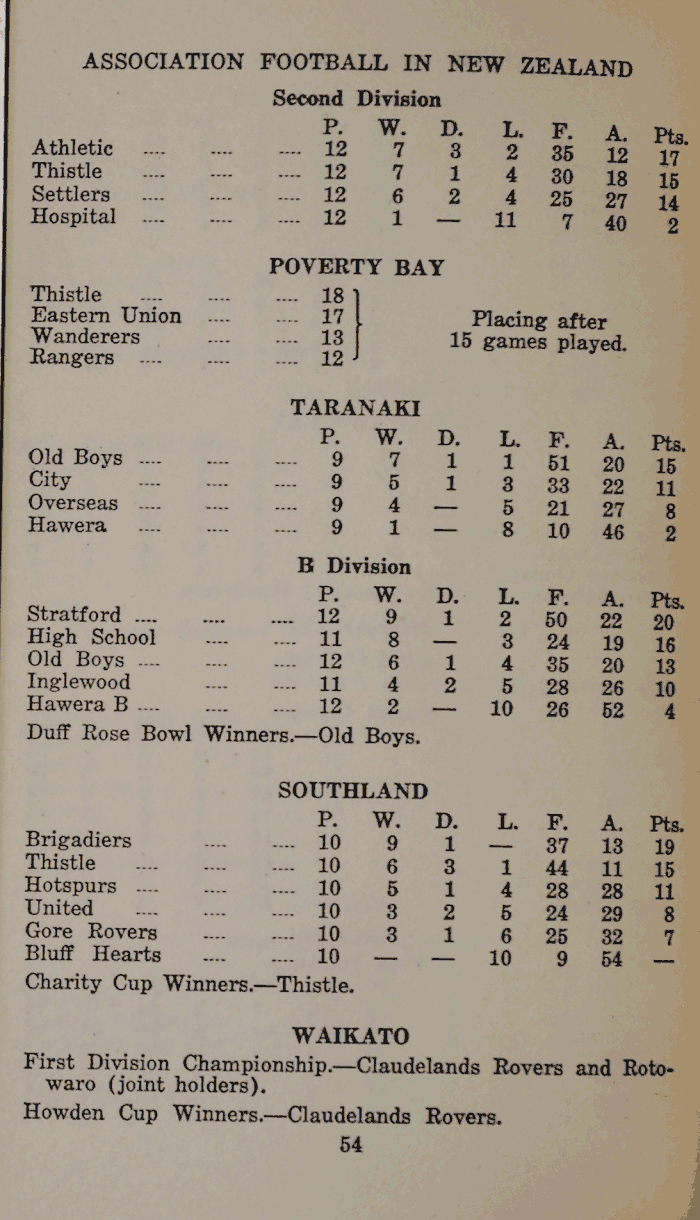 ASSOCIATION FOOTBALL IN NEW ZEALAND
Second Division
P. W. D. L. F. A. Pts.
Athletic .... .... .... 12 7 3 2 35 12 17
Thistle .... .... .... 12 7 1 4 30 18 15
Settlers .... .... .... 12 6 2 4 25 27 14
Hospital .... .... .... 12 1 — 11 7 40 2
POVERTY BAY
Thistle .... .... .... 18
Eastern Union .... .... 17
Wanderers .... .... 13
Rangers .... .... .... 12
Placing after
15 games played.
TARANAKI
P. W. D. L. F. A. Pts.
Old Boys .... .... .... 9 7 1 1 51 20 15
City .... .... .... 9 5 1 3 33 22 11
Overseas .... .... .... 9 4 — 5 21 27 8
Hawera .... .... .... 9 1 — 8 10 46 2
B Division
P. W. D. L. F. A. Pts.
Stratford .... .... .... 12 9 1 2 50 22 20
High School .... .... 11 8 — 3 24 19 16
Old Boys .... .... .... 12 6 1 4 35 20 13
Inglewood .... .... 11 4 2 5 28 26 10
Hawera B .... .... .... 12 2 — 10 26 52 4
Duff Rose Bowl Winners.—Old Boys.
SOUTHLAND
P. W. D. L. F. A. Pts.
Brigadiers .... .... 10 9 1 — 37 13 19
Thistle .... .... .... 10 6 3 1 44 11 15
Hotspurs .... .... .... 10 5 1 4 28 28 11
United .... .... .... 10 3 2 5 24 29 8
Gore Rovers .... .... 10 3 1 6 25 32 7
Bluff Hearts .... .... 10 — — 10 9 54 —
Charity Cup Winners.—Thistle.
WAIKATO
First Division Championship.—Claudelands Rovers and Roto-
waro (joint holders).
Howden Cup Winners.—Claudelands Rovers.
54